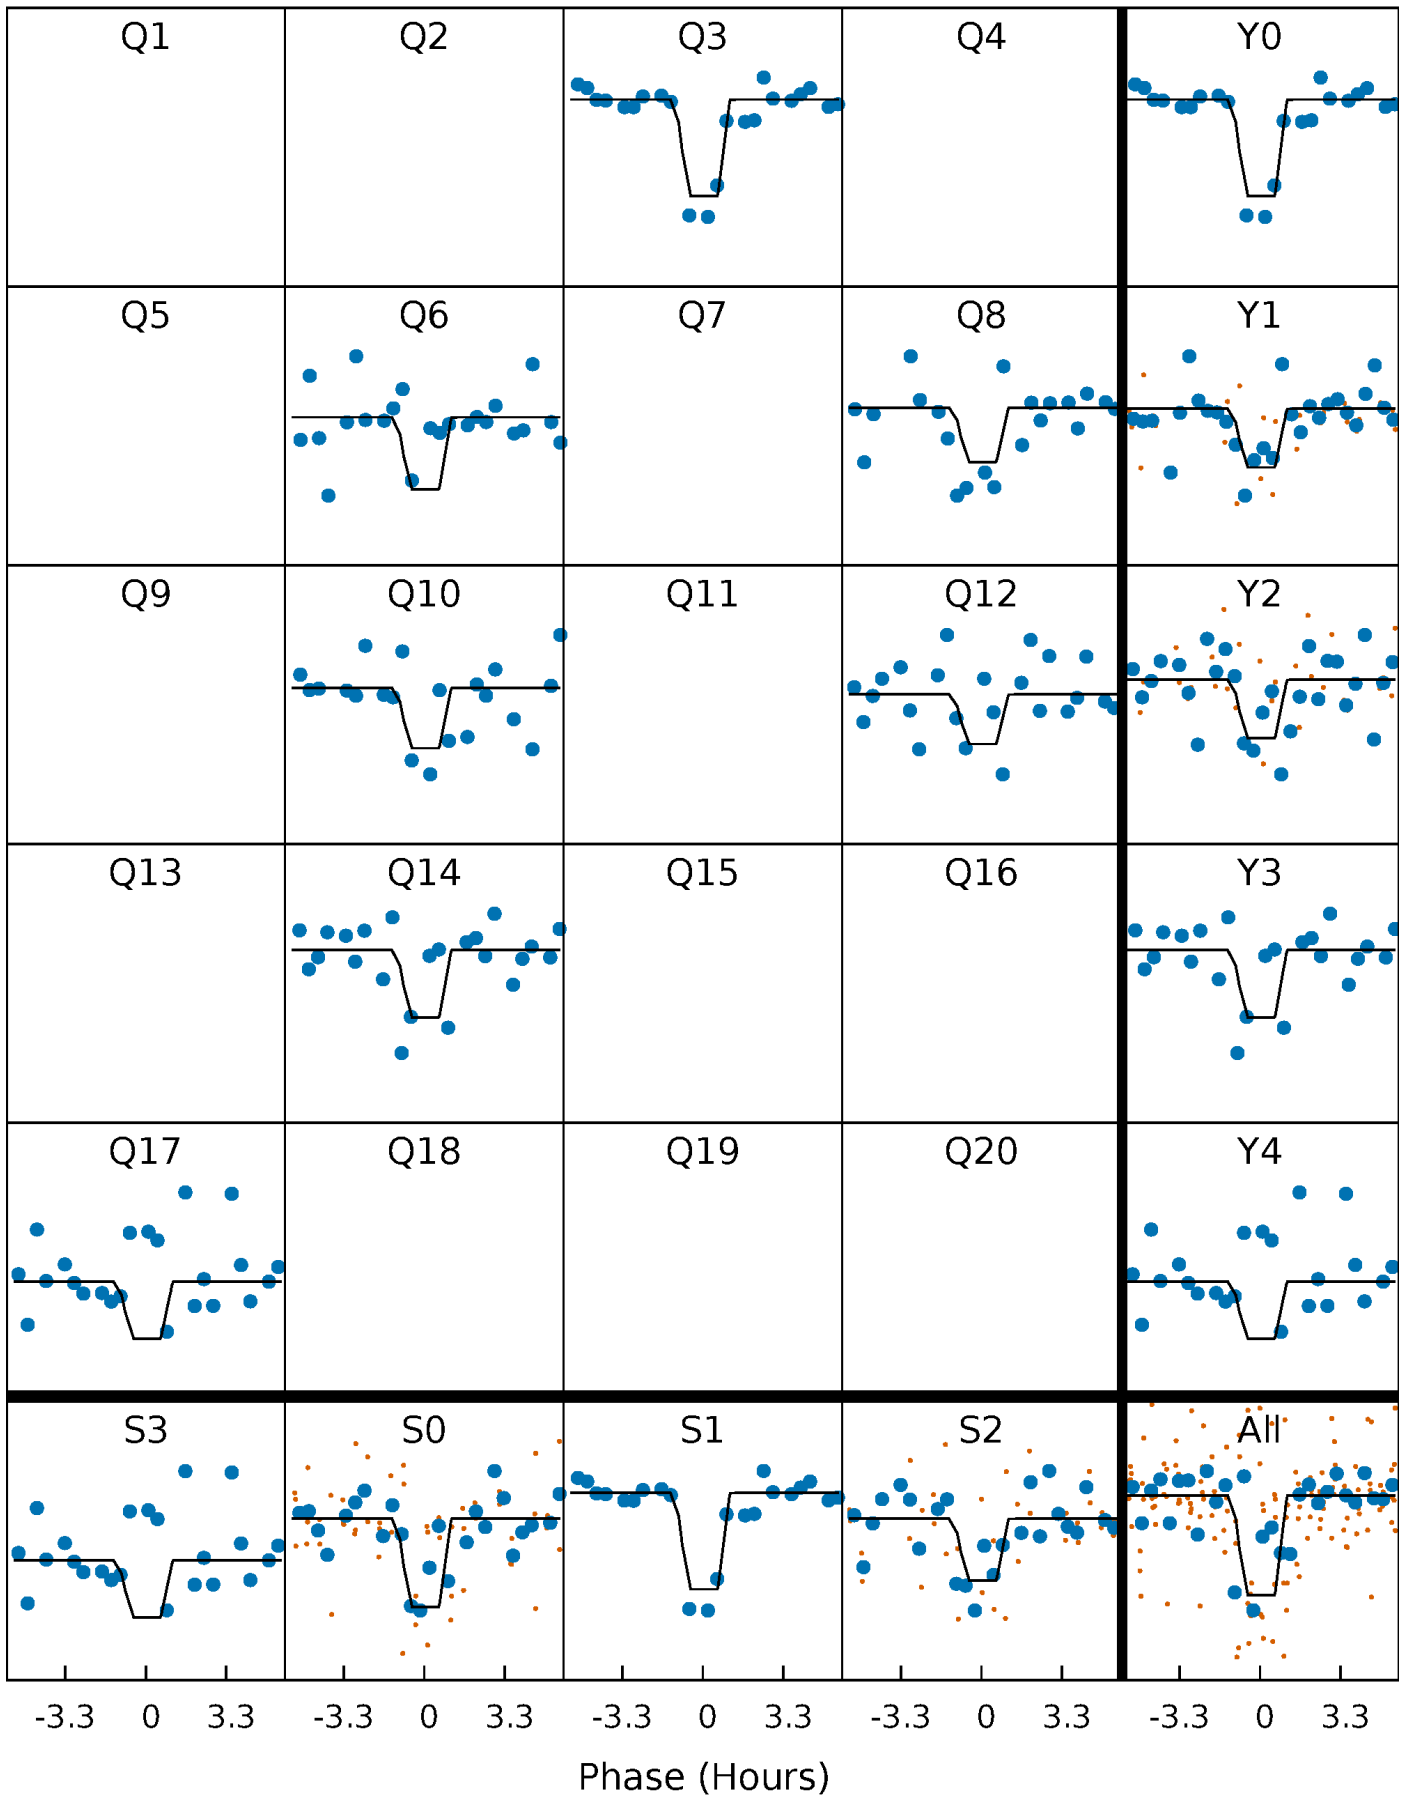 Q1 Q2 Q3 Q4 Y0
Q5 Q6 Q7 Q8 Y1
Q9 Q10 Q11 Q12 Y2
Q13 Q14 Q15 Q16 Y3
Q17 Q18 Q19 Q20 Y4
S3 S0 S1 S2 All
-3.3 0 3.3 -3.3 0 3.3 -3.3 0 3.3 -3.3 0 3.3 -3.3 0 3.3
Phase (Hours)